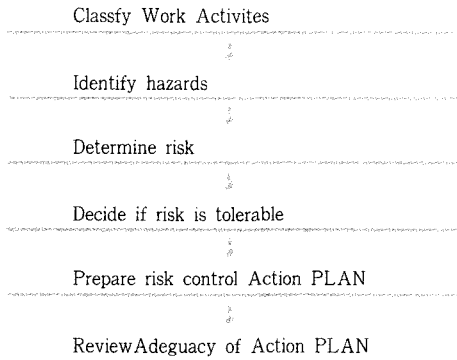 Classfy Work Activites
Identify hazards
Determine risk
Decide if risk is tolerable
Prepare risk control Action PLAN
ReviewAdeguacy of Action PLAN